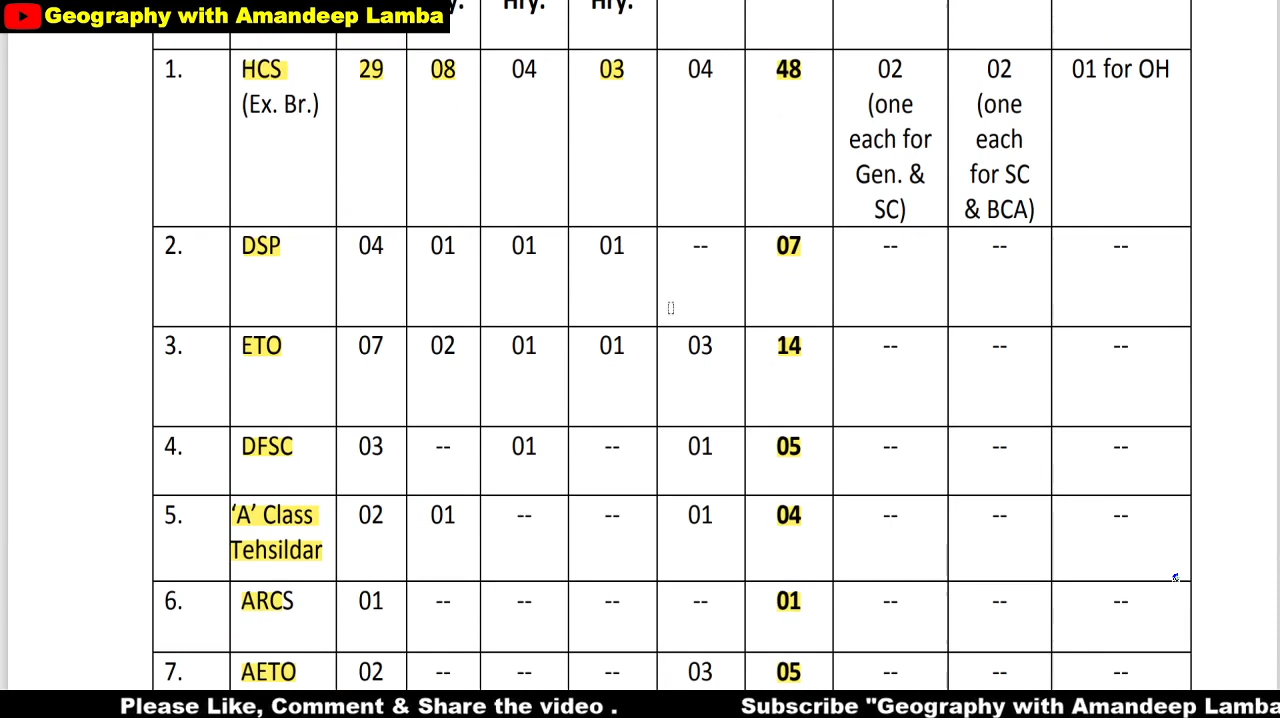 Geography with Amandeep Lamba
Hry. Hry.
1. HCS 29 08 04 03 04 48 02 02 01 for OH
(Ex. Br.) (one (one
each for each
Gen. & for SC
SC) & BCA)
2. DSP 04 01 01 01 -- 07 -- -- --
3. ETO 07 02 01 01 03 14 -- -- --
4. DFSC 03 -- 01 -- 01 05 -- -- --
5. ‘A’ Class 02 01 -- -- 01 04 -- -- --
Tehsildar
6. ARCS 01 -- -- -- -- 01 -- -- --
7. AETO 02 -- -- -- 03 05 -- -- --
Please Like, Comment & Share the video . Subscribe "Geography with Amandeep Lamba